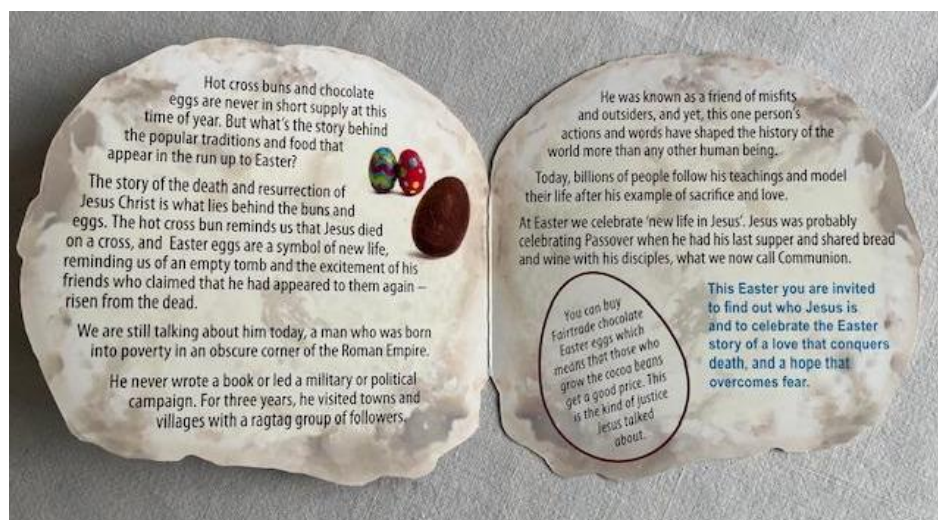 Hot cross buns and chocolate
eggs are never in short supply at this
time of year. But what's the story behind
the popular traditions and food that
appear in the run up to Easter?
The story of the death and resurrection of
Jesus Christ is what lies behind the buns and
eggs. The hot cross bun reminds us that Jesus died
on a cross, and Easter eggs are a symbol of new life,
reminding us of an empty tomb and the excitement of his
friends who claimed that he had appeared to them again –
risen from the dead.
We are still talking about him today, a man who was born
into poverty in an obscure corner of the Roman Empire.
He never wrote a book or led a military or political
campaign. For three years, he visited towns and
villages with a ragtag group of followers.
He was known as a friend of misfits
and outsiders, and yet, this one person's
actions and words have shaped the history of the
world more than any other human being.
Today, billions of people follow his teachings and model
their life after his example of sacrifice and love.
At Easter we celebrate 'new life in Jesus'. Jesus was probably
celebrating Passover when he had his last supper and shared bread
and wine with his disciples, what we now call Communion.
You can buy
Fairtrade chocolate
Easter eggs which
means that those who
grow the cocoa beans
get a good price. This
is the kind of justice
Jesus talked
about.
This Easter you are invited
to find out who Jesus is
and to celebrate the Easter
story of a love that conquers
death, and a hope that
overcomes fear.